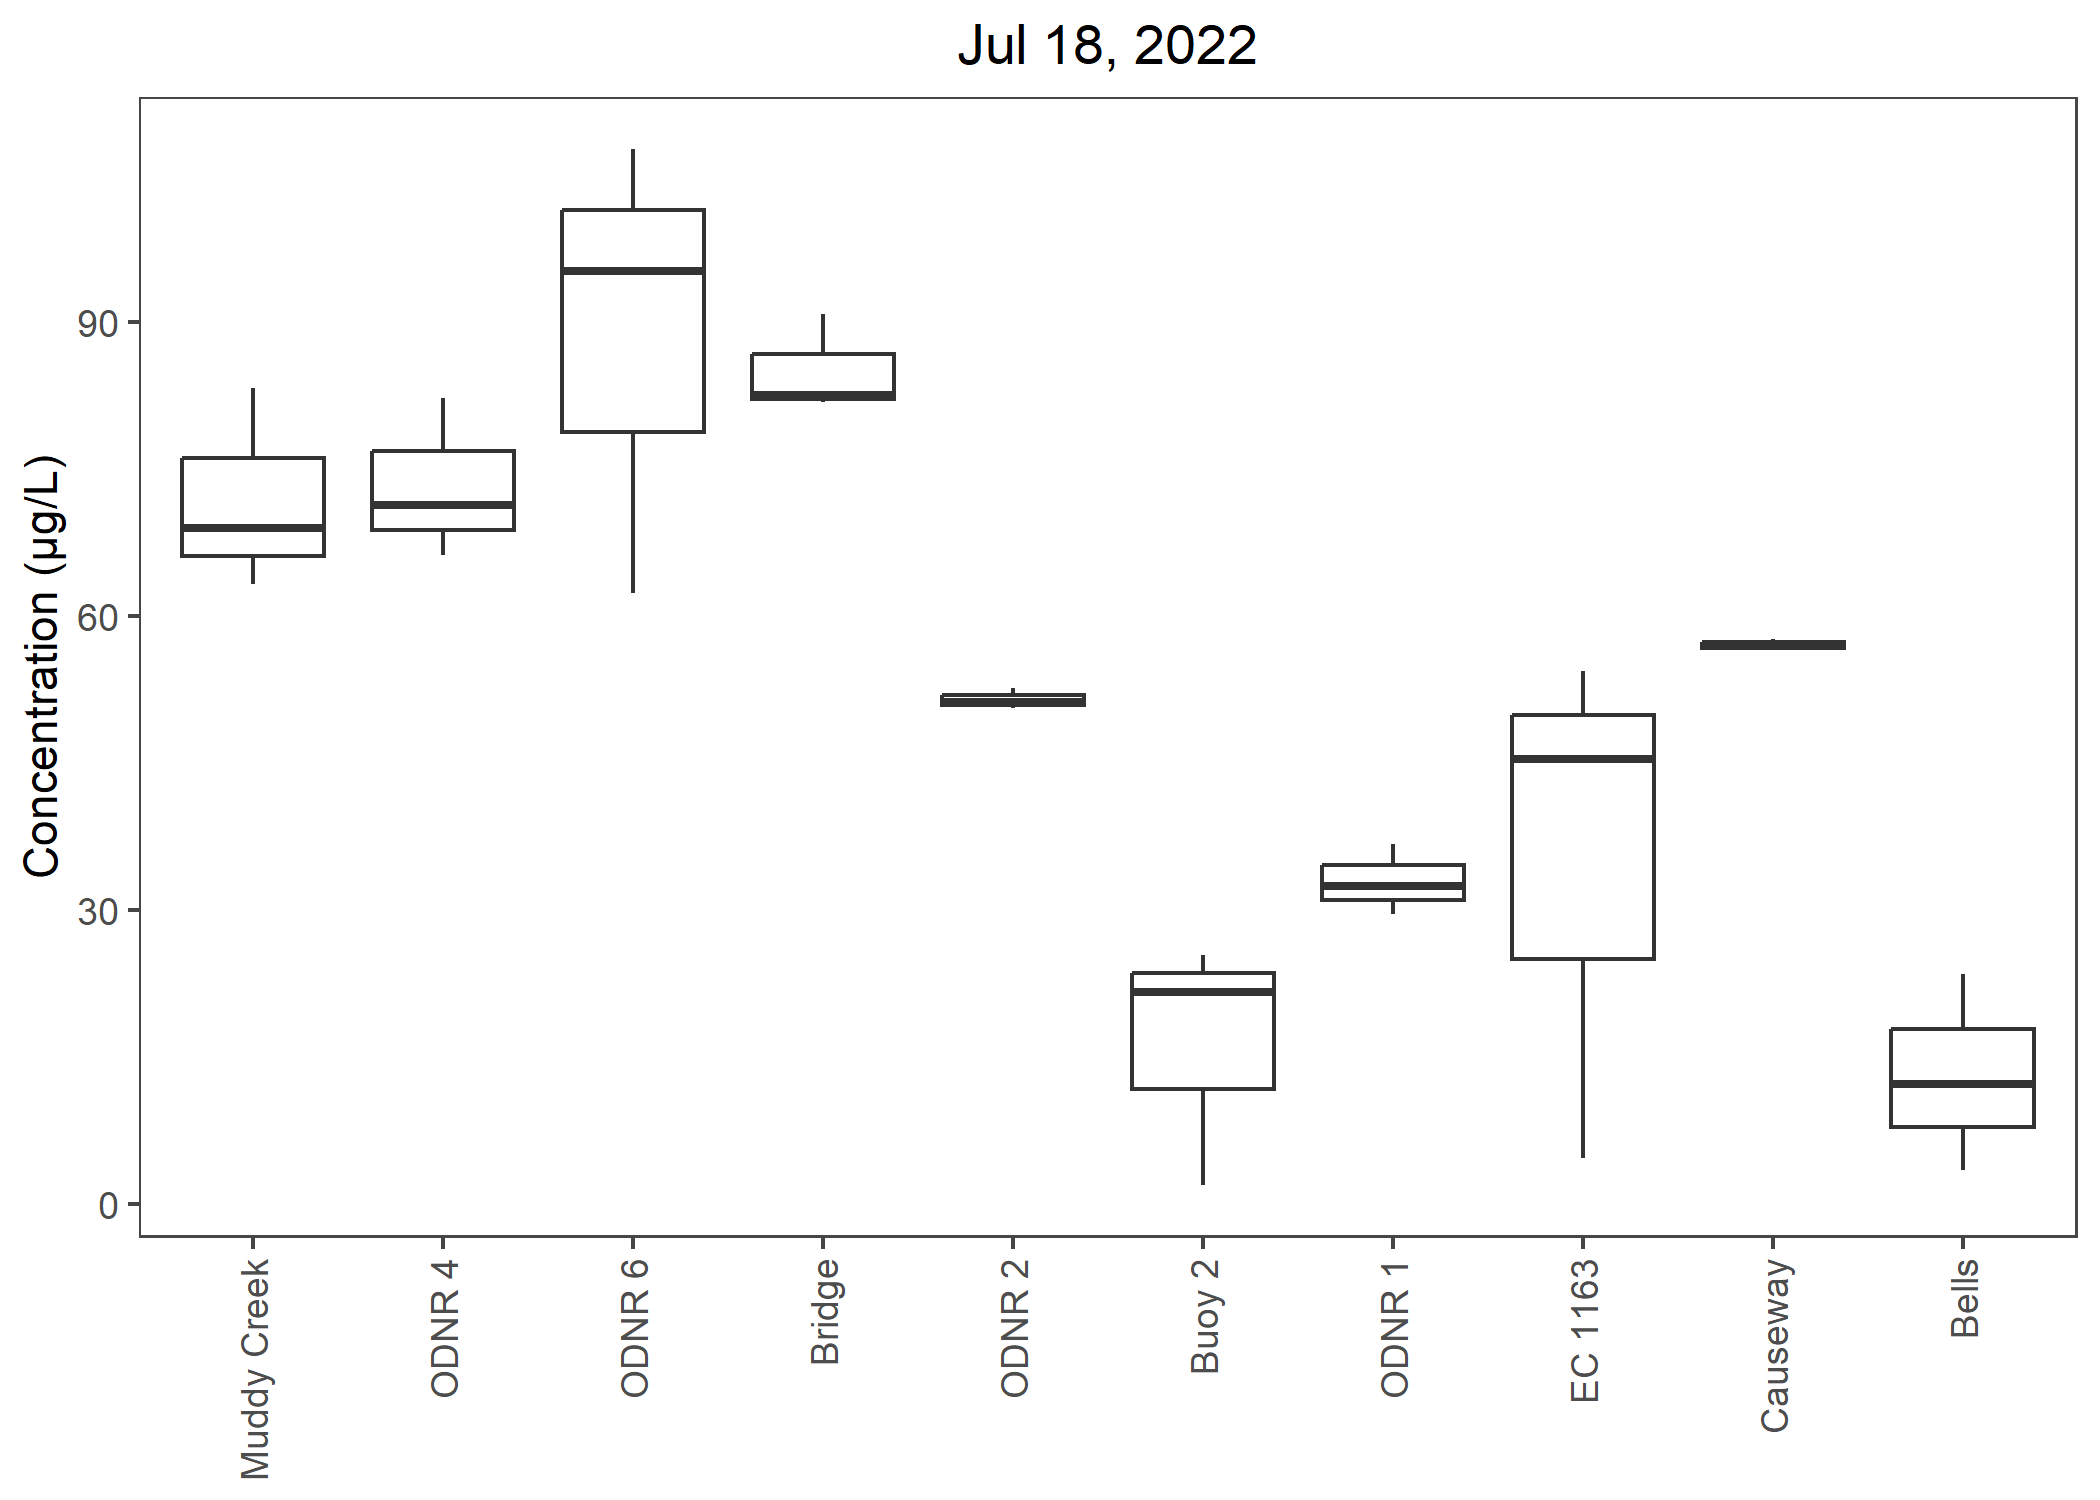 Jul 18, 2022
Concentration (µg/L)
90
60
30
0
Muddy Creek
ODNR 4
ODNR 6
Bridge
ODNR 2
Buoy 2
ODNR 1
EC 1163
Causeway
Bells